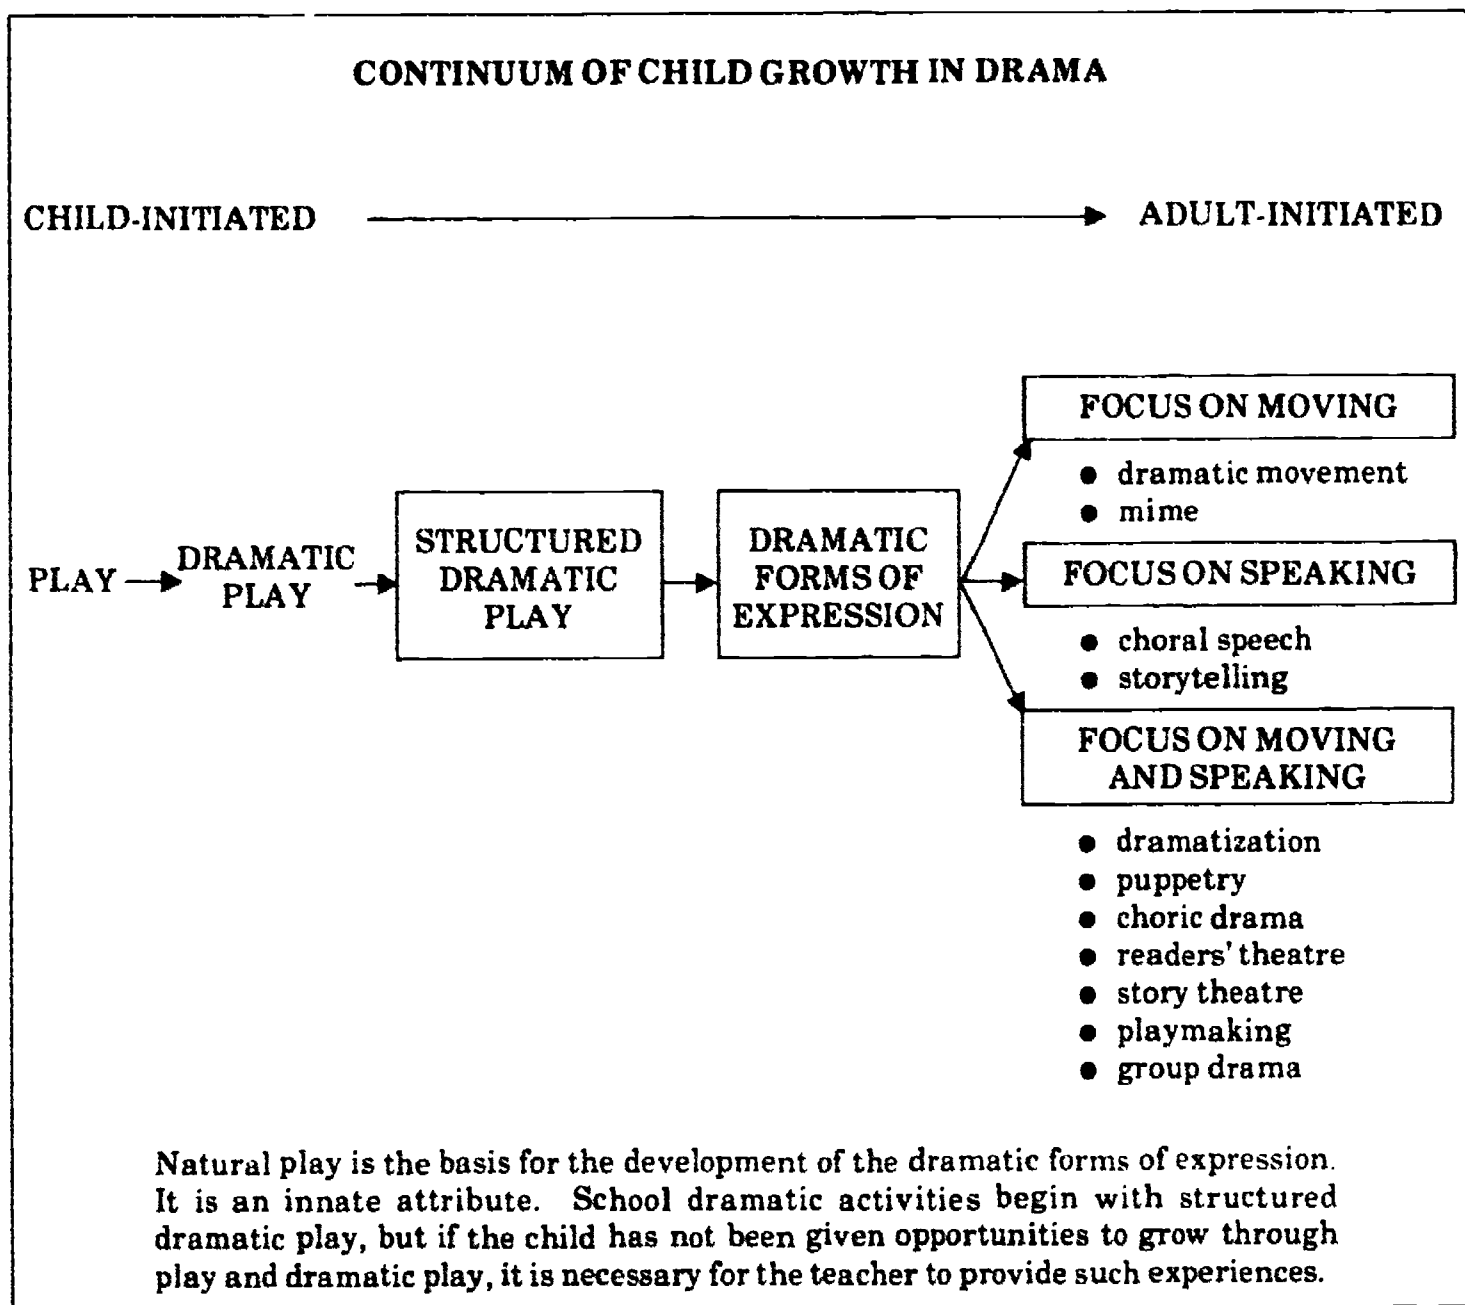 CONTINUUM OF CHILD GROWTH IN DRAMA
CHILD-INITIATED
ADULT-INITIATED
PLAY
DRAMATIC
PLAY
STRUCTURED
DRAMATIC
PLAY
DRAMATIC
FORMS OF
EXPRESSION
FOCUS ON MOVING
● dramatic movement
● mime
FOCUS ON SPEAKING
● choral speech
● storytelling
FOCUS ON MOVING
AND SPEAKING
● dramatization
● puppetry
● choric drama
● readers' theatre
● story theatre
● playmaking
● group drama
Natural play is the basis for the development of the dramatic forms of expression.
It is an innate attribute. School dramatic activities begin with structured
dramatic play, but if the child has not been given opportunities to grow through
play and dramatic play, it is necessary for the teacher to provide such experiences.